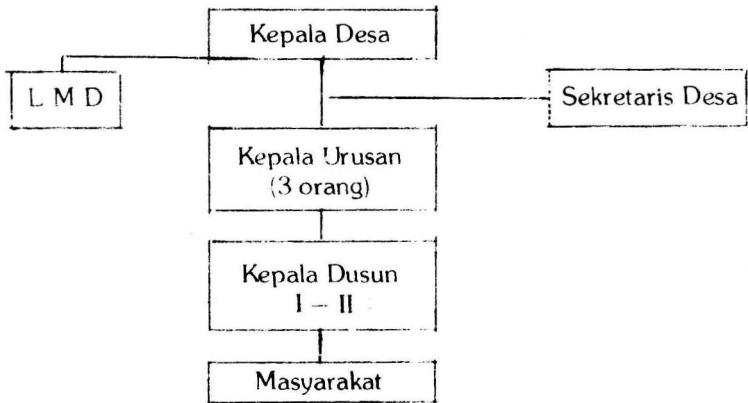 Kepala Desa
L M D
Sekretaris Desa
Kepala Urusan
(3 orang)
Kepala Dusun
I – II
Masyarakat